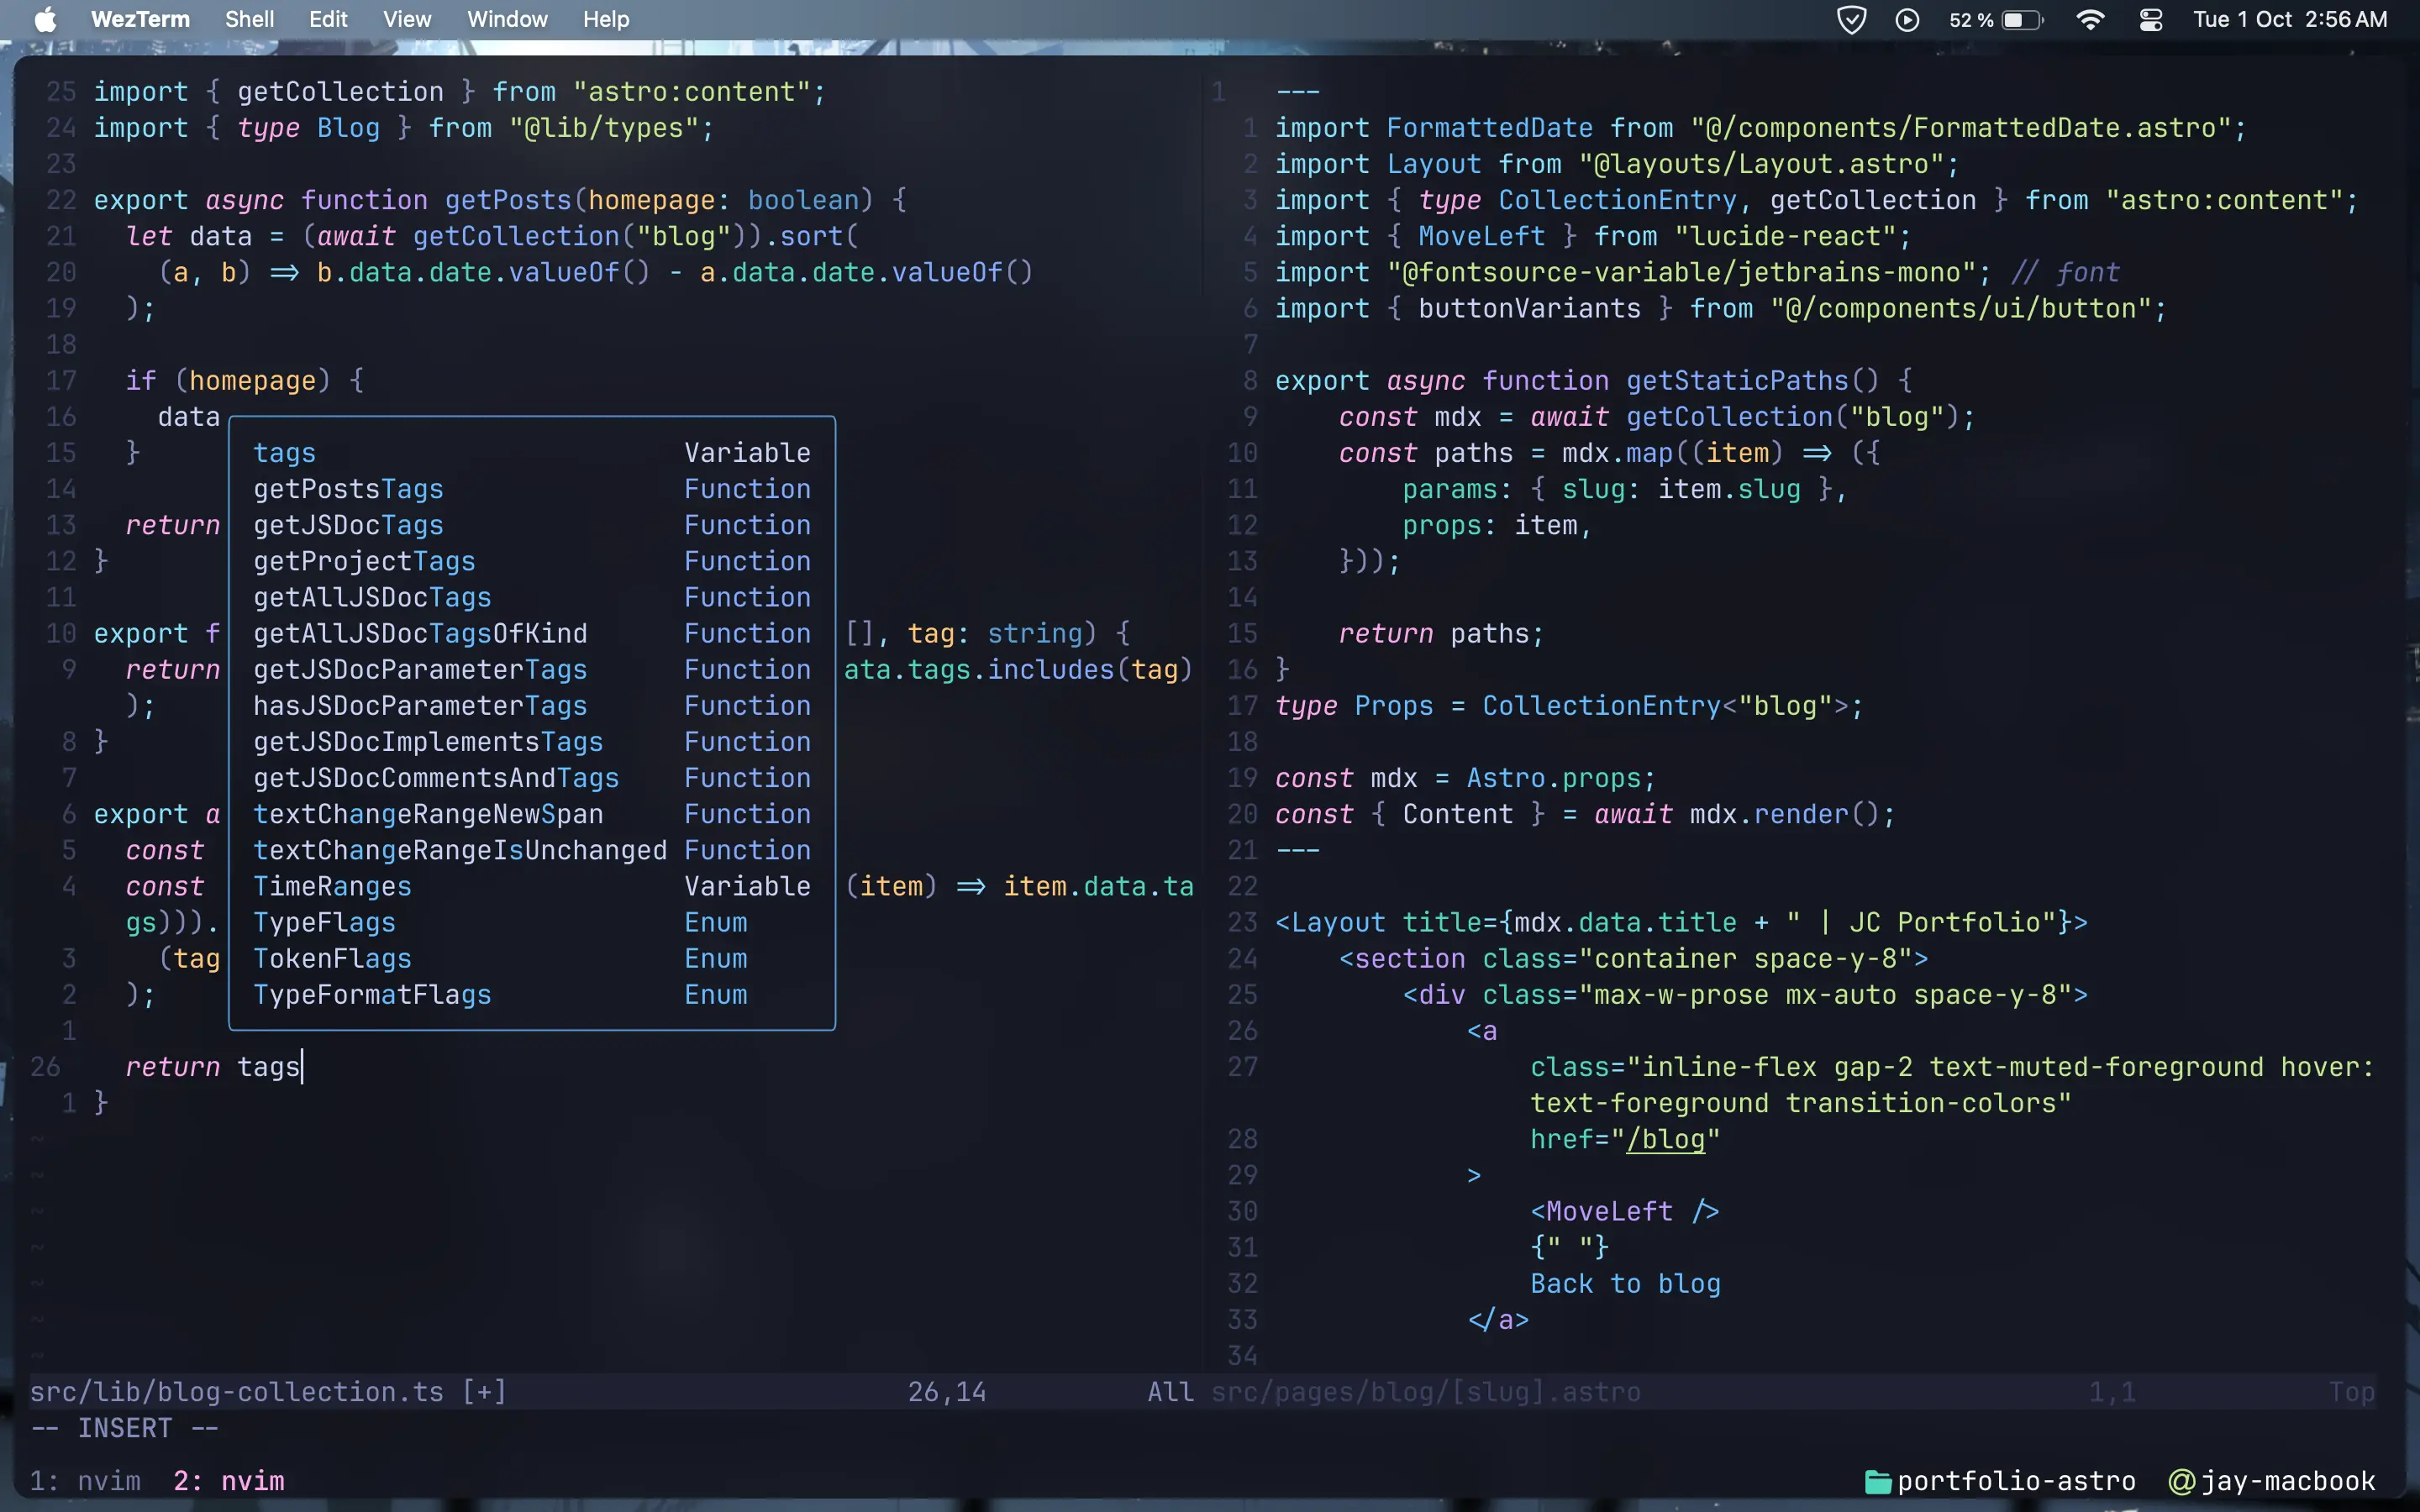 WezTerm Shell Edit View Window Help 52 % Tue 1 Oct 2:56 AM
25 import { getCollection } from "astro:content";
24 import { type Blog } from "@lib/types";
23
22 export async function getPosts(homepage: boolean) {
21 let data = (await getCollection("blog")).sort(
20 (a, b) => b.data.date.valueOf() - a.data.date.valueOf()
19 );
18
17 if (homepage) {
16 data
15 }
14
13 return
12 }
11
10 export f [], tag: string) {
9 return ata.tags.includes(tag)
);
8 }
7
6 export a
5 const
4 const (item) => item.data.ta
gs))).
3 (tag
2 );
1
26 return tags
1 }
~
~
~
~
~
~
~
tags Variable
getPostsTags Function
getJSDocTags Function
getProjectTags Function
getAllJSDocTags Function
getAllJSDocTagsOfKind Function
getJSDocParameterTags Function
hasJSDocParameterTags Function
getJSDocImplementsTags Function
getJSDocCommentsAndTags Function
textChangeRangeNewSpan Function
textChangeRangeIsUnchanged Function
TimeRanges Variable
TypeFlags Enum
TokenFlags Enum
TypeFormatFlags Enum
1 ---
1 import FormattedDate from "@/components/FormattedDate.astro";
2 import Layout from "@layouts/Layout.astro";
3 import { type CollectionEntry, getCollection } from "astro:content";
4 import { MoveLeft } from "lucide-react";
5 import "@fontsource-variable/jetbrains-mono"; // font
6 import { buttonVariants } from "@/components/ui/button";
7
8 export async function getStaticPaths() {
9 const mdx = await getCollection("blog");
10 const paths = mdx.map((item) => ({
11 params: { slug: item.slug },
12 props: item,
13 }));
14
15 return paths;
16 }
17 type Props = CollectionEntry<"blog">;
18
19 const mdx = Astro.props;
20 const { Content } = await mdx.render();
21 ---
22
23 <Layout title={mdx.data.title + " | JC Portfolio"}>
24 <section class="container space-y-8">
25 <div class="max-w-prose mx-auto space-y-8">
26 <a
27 class="inline-flex gap-2 text-muted-foreground hover:
text-foreground transition-colors"
28 href="/blog"
29 >
30 <MoveLeft />
31 {" "}
32 Back to blog
33 </a>
34
src/lib/blog-collection.ts [+] 26,14 All src/pages/blog/[slug].astro 1,1 Top
-- INSERT --
1: nvim 2: nvim portfolio-astro @jay-macbook